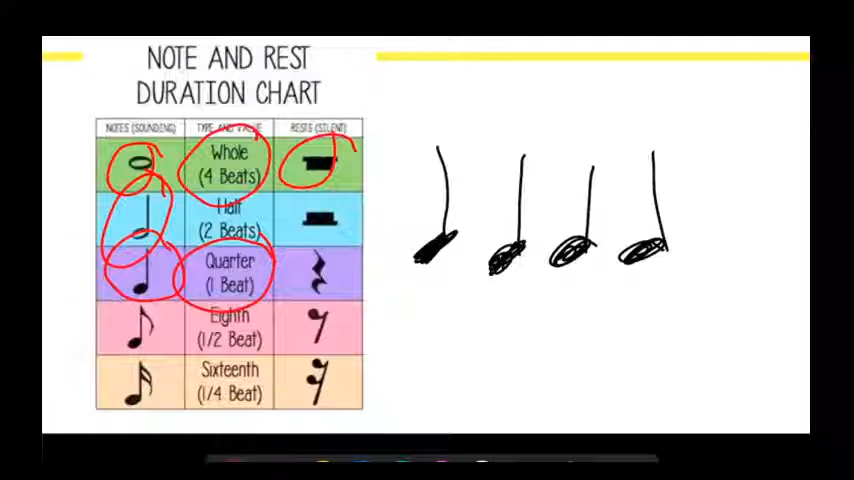 NOTE AND REST
DURATION CHART
NOTES (SOUNDING) TYPE AND VALUE RESTS (SILENT)
Whole
(4 Beats)
Half
(2 Beats)
Quarter
(1 Beat)
Eighth
(1/2 Beat)
Sixteenth
(1/4 Beat)